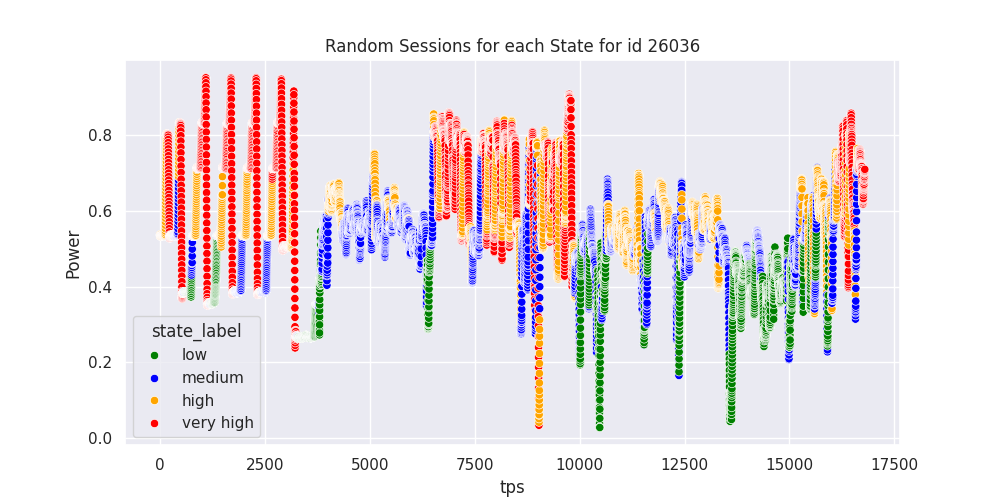 Random Sessions for each State for id 26036
Power
0.8
0.6
0.4
0.2
0.0
state_label
low
medium
high
very high
0 2500 5000 7500 10000 12500 15000 17500
tps